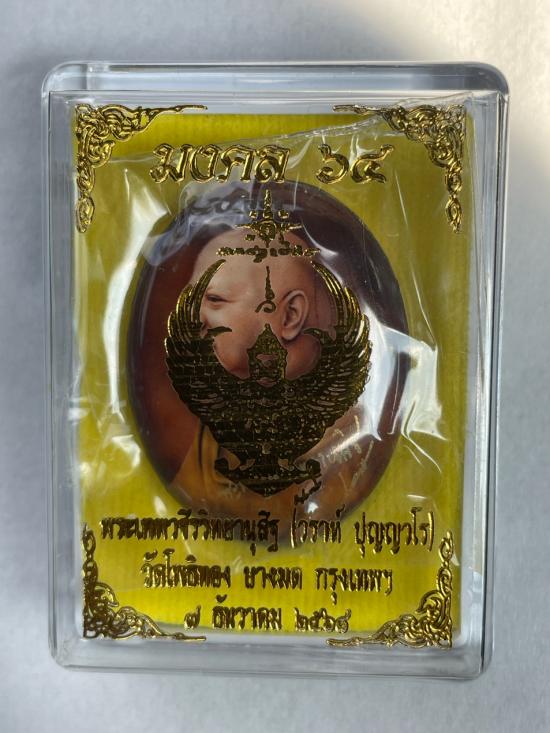 มงคล ๖๕
พระเทพวชิรวิทยานุสิฐ (วราห์ ปุญญวโร)
วัดโพธิทอง บางมด กรุงเทพฯ
๗ ธันวาคม ๒๕๖๘